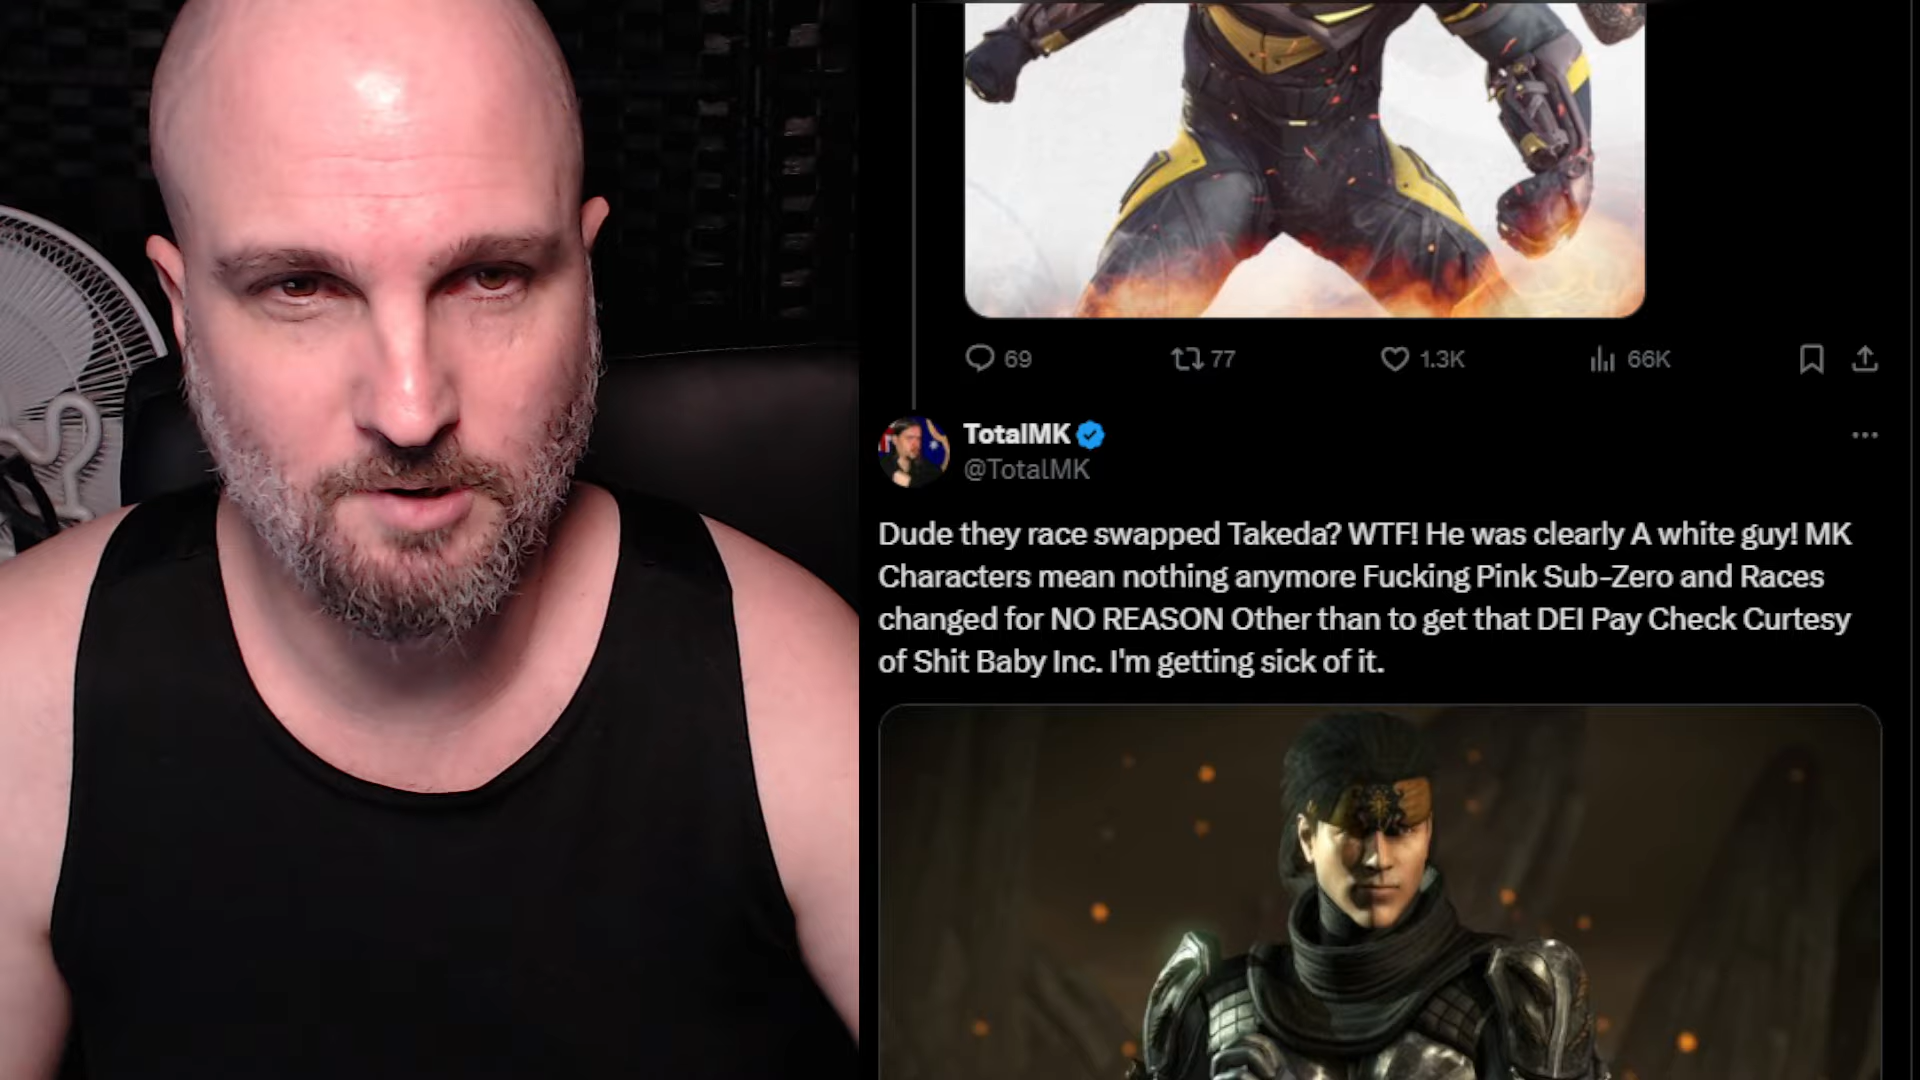 69 77 1.3K 66K
TotalMK
@TotalMK
Dude they race swapped Takeda? WTF! He was clearly A white guy! MK
Characters mean nothing anymore Fucking Pink Sub-Zero and Races
changed for NO REASON Other than to get that DEI Pay Check Curtesy
of Shit Baby Inc. I'm getting sick of it.